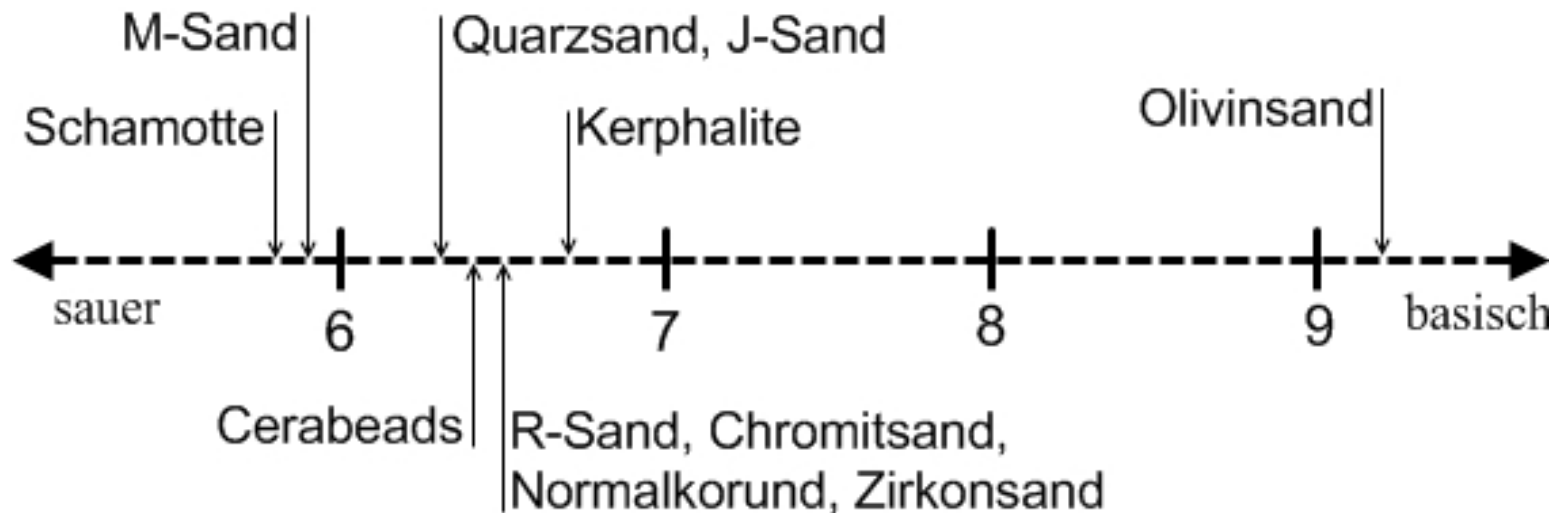 M-Sand
Quarzsand, J-Sand
Schamotte
Kerphalite
Olivinsand
sauer
6
7
8
9
basisch
Cerabeads
R-Sand, Chromitsand,
Normalkorund, Zirkonsand